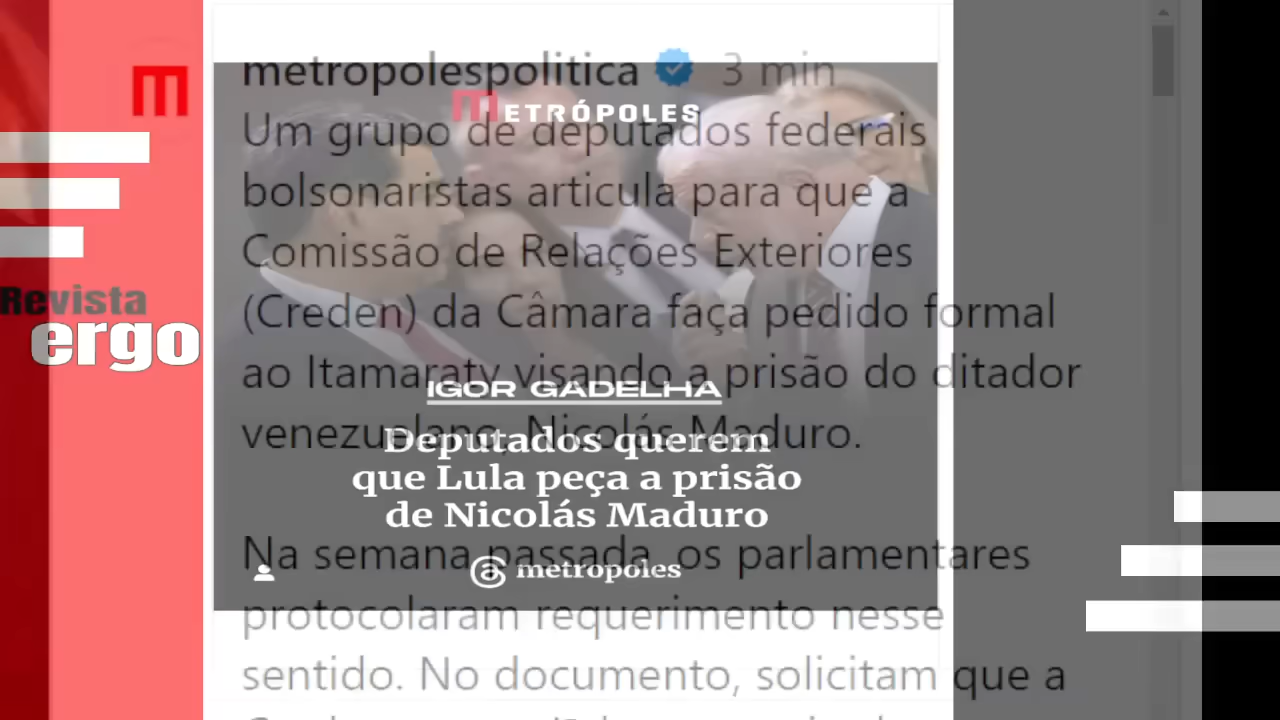 metropolespolitica 3 min
METRÓPOLES
Um grupo de deputados federais
bolsonaristas articula para que a
Comissão de Relações Exteriores
(Creden) da Câmara faça pedido formal
ao Itamaraty visando a prisão do ditador
venezuelano, Nicolás Maduro.
Revista
ergo
IGOR GADELHA
Deputados querem
que Lula peça a prisão
de Nicolás Maduro
metropoles
Na semana passada, os parlamentares
protocolaram requerimento nesse
sentido. No documento, solicitam que a